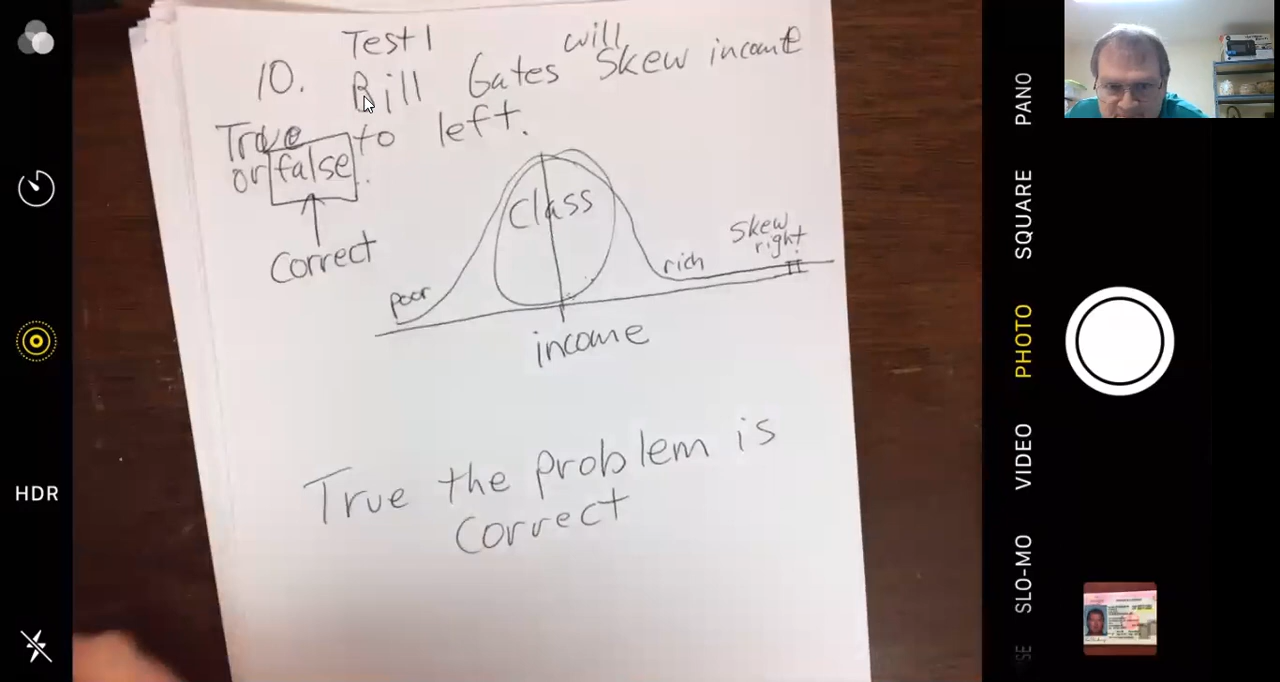 Test 1
10. Bill Gates will skew income
True to left.
or false.
Correct
Class
poor
rich
skew
right
income
True the problem is
Correct
PANO
SQUARE
PHOTO
VIDEO
SLO-MO
SE
HDR